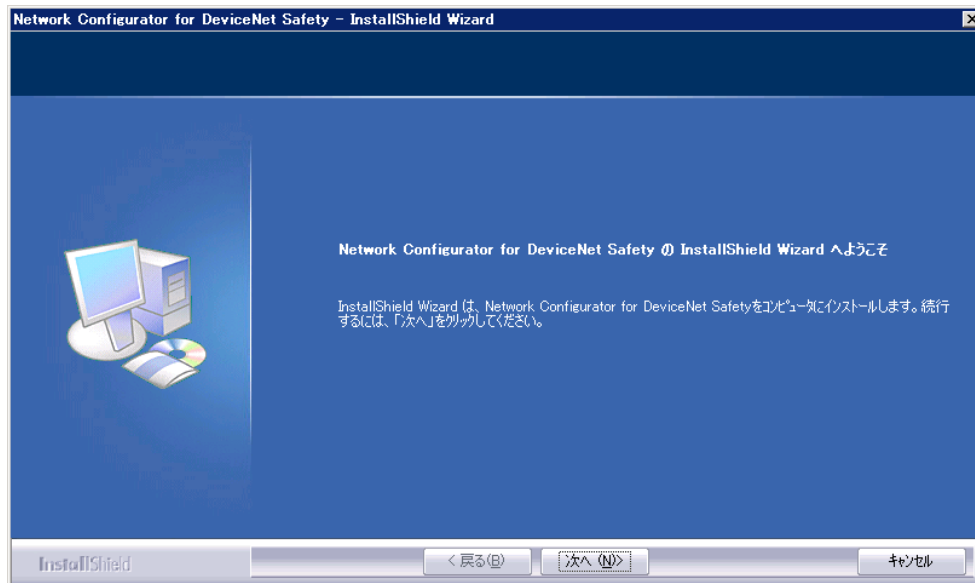 Network Configurator for DeviceNet Safety - InstallShield Wizard
Network Configurator for DeviceNet Safety の InstallShield Wizard へようこそ
InstallShield Wizard は、Network Configurator for DeviceNet Safetyをｺﾝﾋﾟｭｰﾀにインストールします。続行
するには、「次へ」をｸﾘｯｸしてください。
InstallShield
< 戻る(B)
次へ (N)>
ｷｬﾝｾﾙ